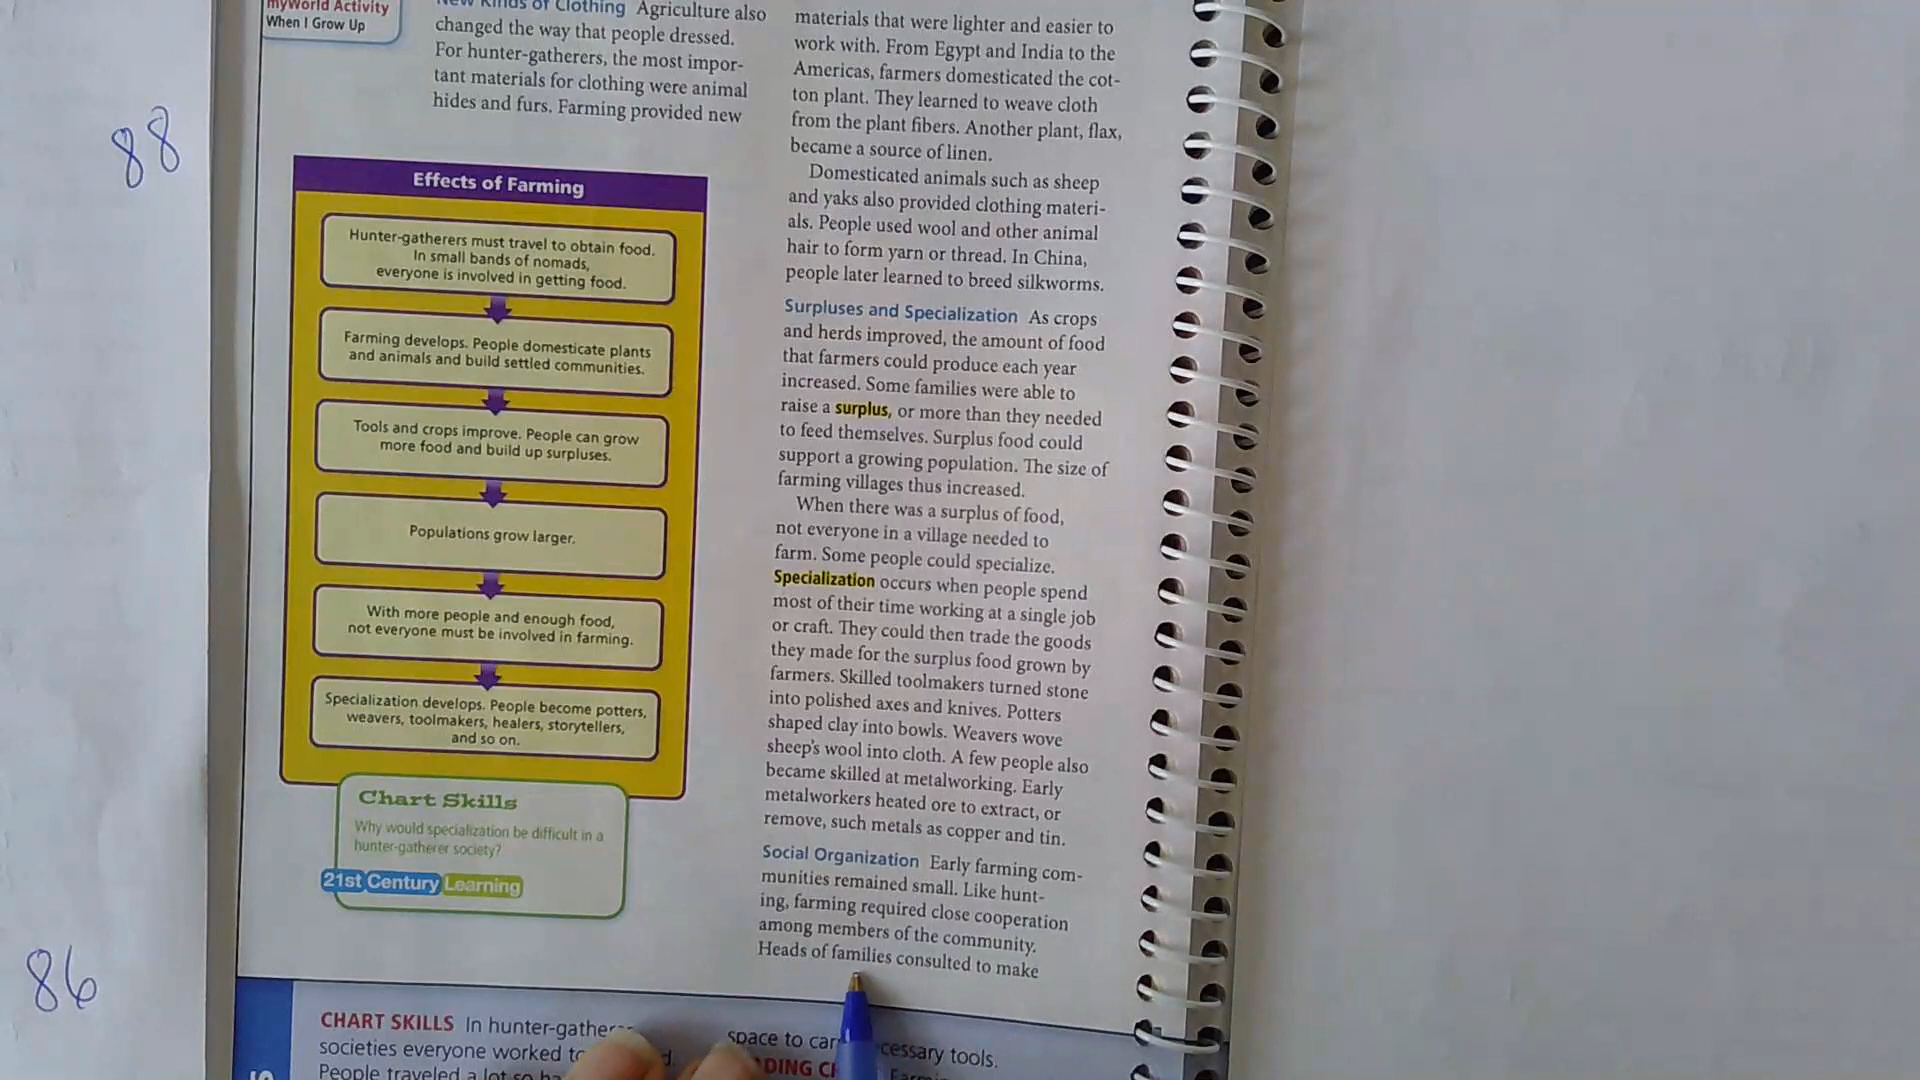 myWorld Activity
When I Grow Up
88
86
New Kinds of Clothing Agriculture also
changed the way that people dressed.
For hunter-gatherers, the most impor-
tant materials for clothing were animal
hides and furs. Farming provided new
Effects of Farming
Hunter-gatherers must travel to obtain food.
In small bands of nomads,
everyone is involved in getting food.
Farming develops. People domesticate plants
and animals and build settled communities.
Tools and crops improve. People can grow
more food and build up surpluses.
Populations grow larger.
With more people and enough food,
not everyone must be involved in farming.
Specialization develops. People become potters,
weavers, toolmakers, healers, storytellers,
and so on.
Chart Skills
Why would specialization be difficult in a
hunter-gatherer society?
21st Century Learning
materials that were lighter and easier to
work with. From Egypt and India to the
Americas, farmers domesticated the cot-
ton plant. They learned to weave cloth
from the plant fibers. Another plant, flax,
became a source of linen.
Domesticated animals such as sheep
and yaks also provided clothing materi-
als. People used wool and other animal
hair to form yarn or thread. In China,
people later learned to breed silkworms.
Surpluses and Specialization As crops
and herds improved, the amount of food
that farmers could produce each year
increased. Some families were able to
raise a surplus, or more than they needed
to feed themselves. Surplus food could
support a growing population. The size of
farming villages thus increased.
When there was a surplus of food,
not everyone in a village needed to
farm. Some people could specialize.
Specialization occurs when people spend
most of their time working at a single job
or craft. They could then trade the goods
they made for the surplus food grown by
farmers. Skilled toolmakers turned stone
into polished axes and knives. Potters
shaped clay into bowls. Weavers wove
sheep's wool into cloth. A few people also
became skilled at metalworking. Early
metalworkers heated ore to extract, or
remove, such metals as copper and tin.
Social Organization Early farming com-
munities remained small. Like hunt-
ing, farming required close cooperation
among members of the community.
Heads of families consulted to make
CHART SKILLS In hunter-gatherer
societies everyone worked
People traveled a lot so
space to tools.